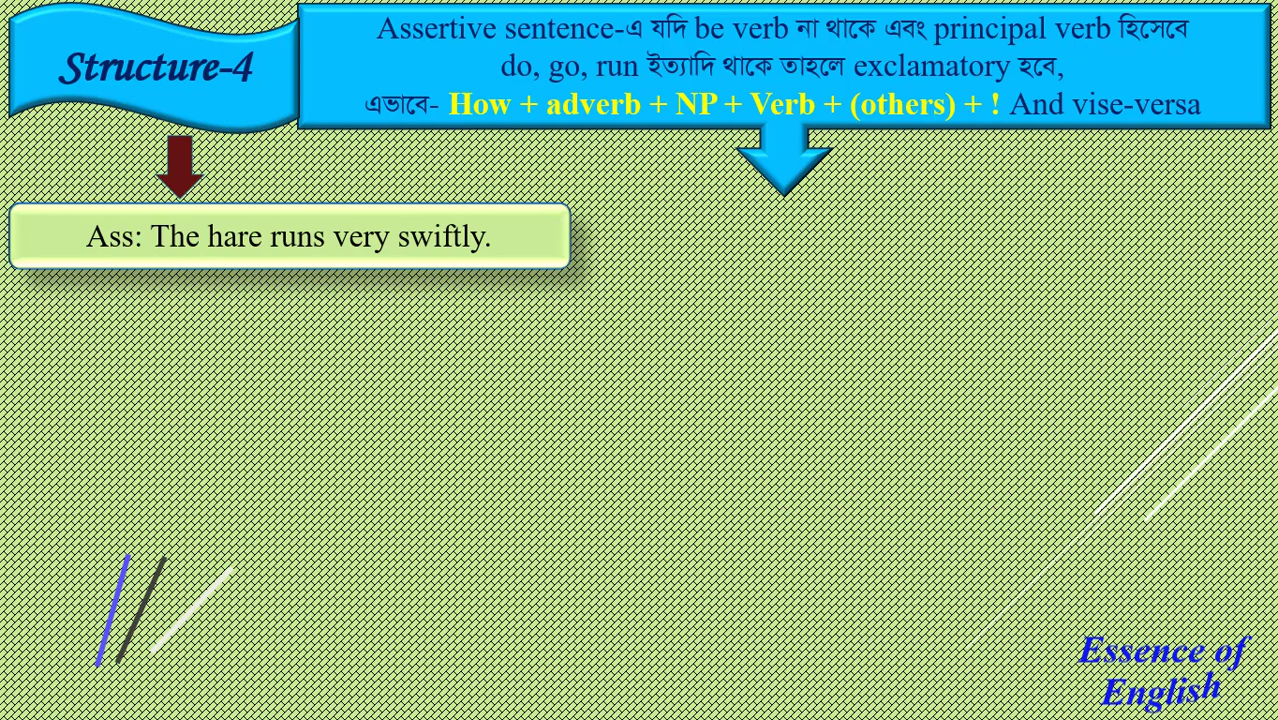 Structure-4
Assertive sentence-এ যদি be verb না থাকে এবং principal verb হিসেবে
do, go, run ইত্যাদি থাকে তাহলে exclamatory হবে,
এভাবে- How + adverb + NP + Verb + (others) + ! And vise-versa
Ass: The hare runs very swiftly.
Essence of
English